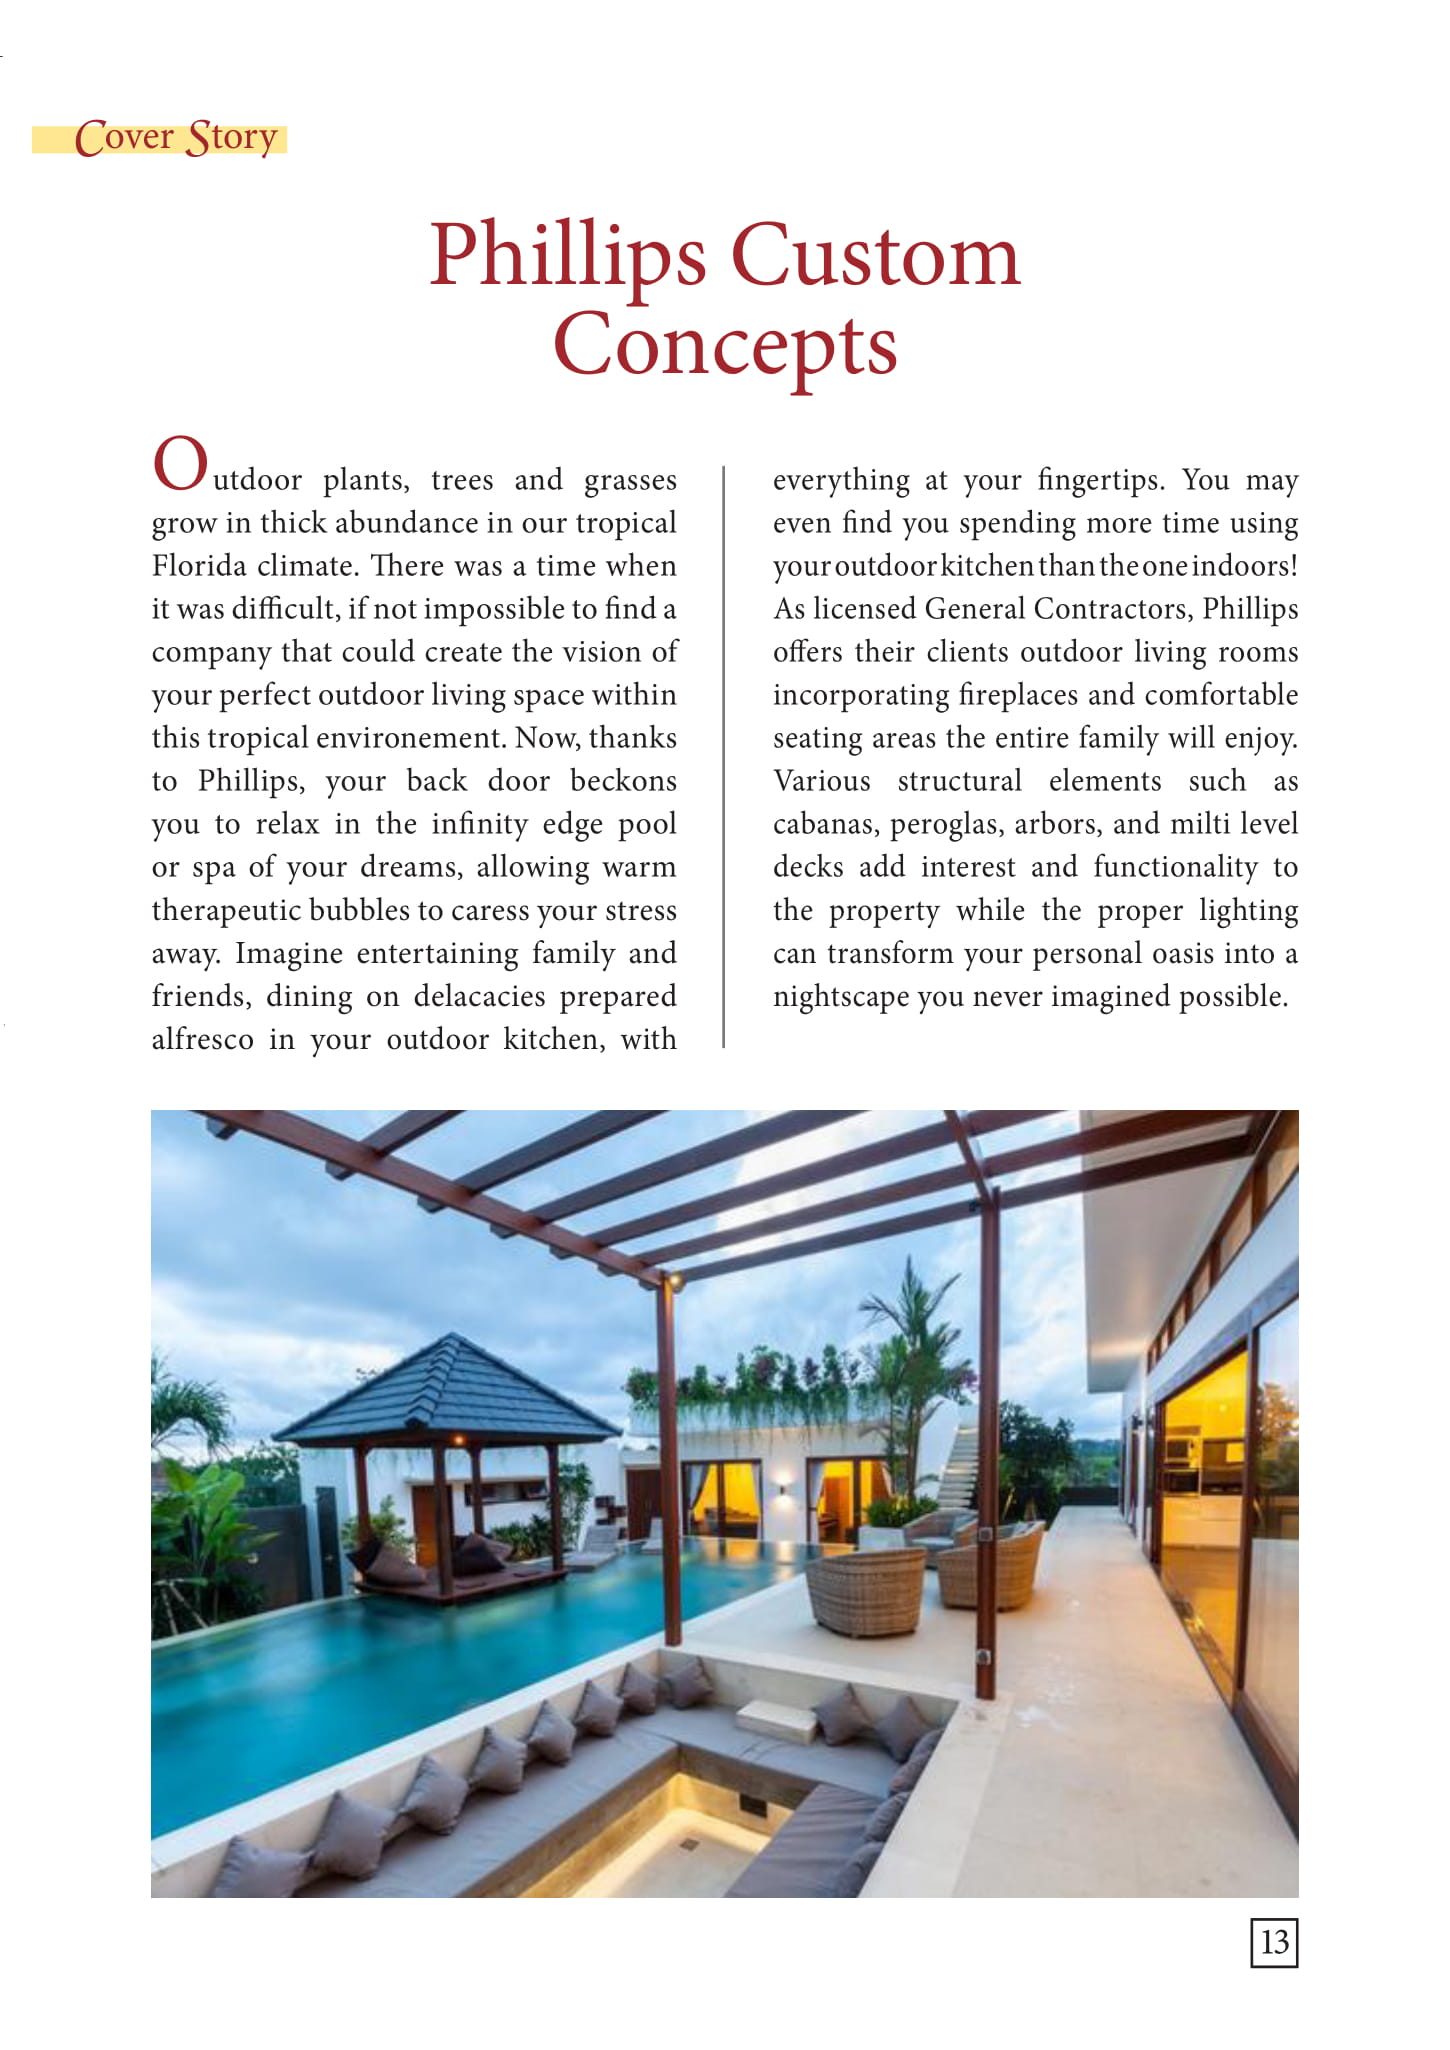 Cover Story
Phillips Custom
Concepts
Outdoor plants, trees and grasses
grow in thick abundance in our tropical
Florida climate. There was a time when
it was difficult, if not impossible to find a
company that could create the vision of
your perfect outdoor living space within
this tropical environement. Now, thanks
to Phillips, your back door beckons
you to relax in the infinity edge pool
or spa of your dreams, allowing warm
therapeutic bubbles to caress your stress
away. Imagine entertaining family and
friends, dining on delacacies prepared
alfresco in your outdoor kitchen, with
everything at your fingertips. You may
even find you spending more time using
your outdoor kitchen than the one indoors!
As licensed General Contractors, Phillips
offers their clients outdoor living rooms
incorporating fireplaces and comfortable
seating areas the entire family will enjoy.
Various structural elements such as
cabanas, peroglas, arbors, and milti level
decks add interest and functionality to
the property while the proper lighting
can transform your personal oasis into a
nightscape you never imagined possible.
13